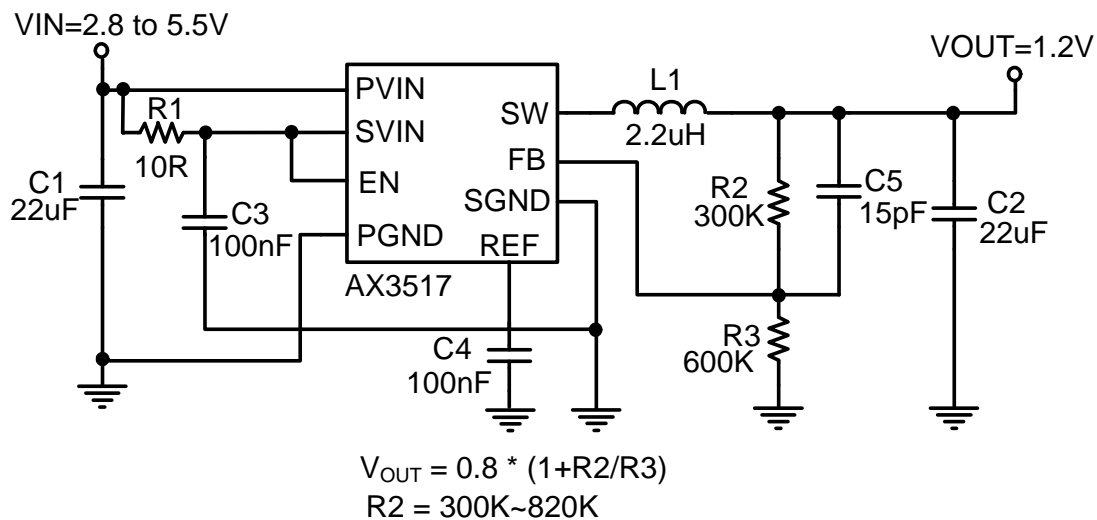 VIN=2.8 to 5.5V
VOUT=1.2V
PVIN
SVIN
EN
PGND
SW
FB
SGND
REF
AX3517
R1
10R
C1
22uF
C3
100nF
C4
100nF
L1
2.2uH
R2
300K
C5
15pF
C2
22uF
R3
600K
VOUT = 0.8 * (1+R2/R3)
R2 = 300K~820K